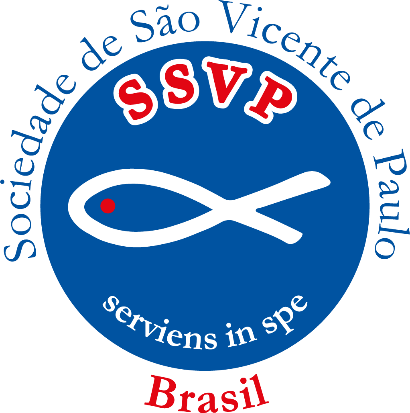 Sociedade de São Vicente de Paulo
SSVP
serviens in spe
Brasil